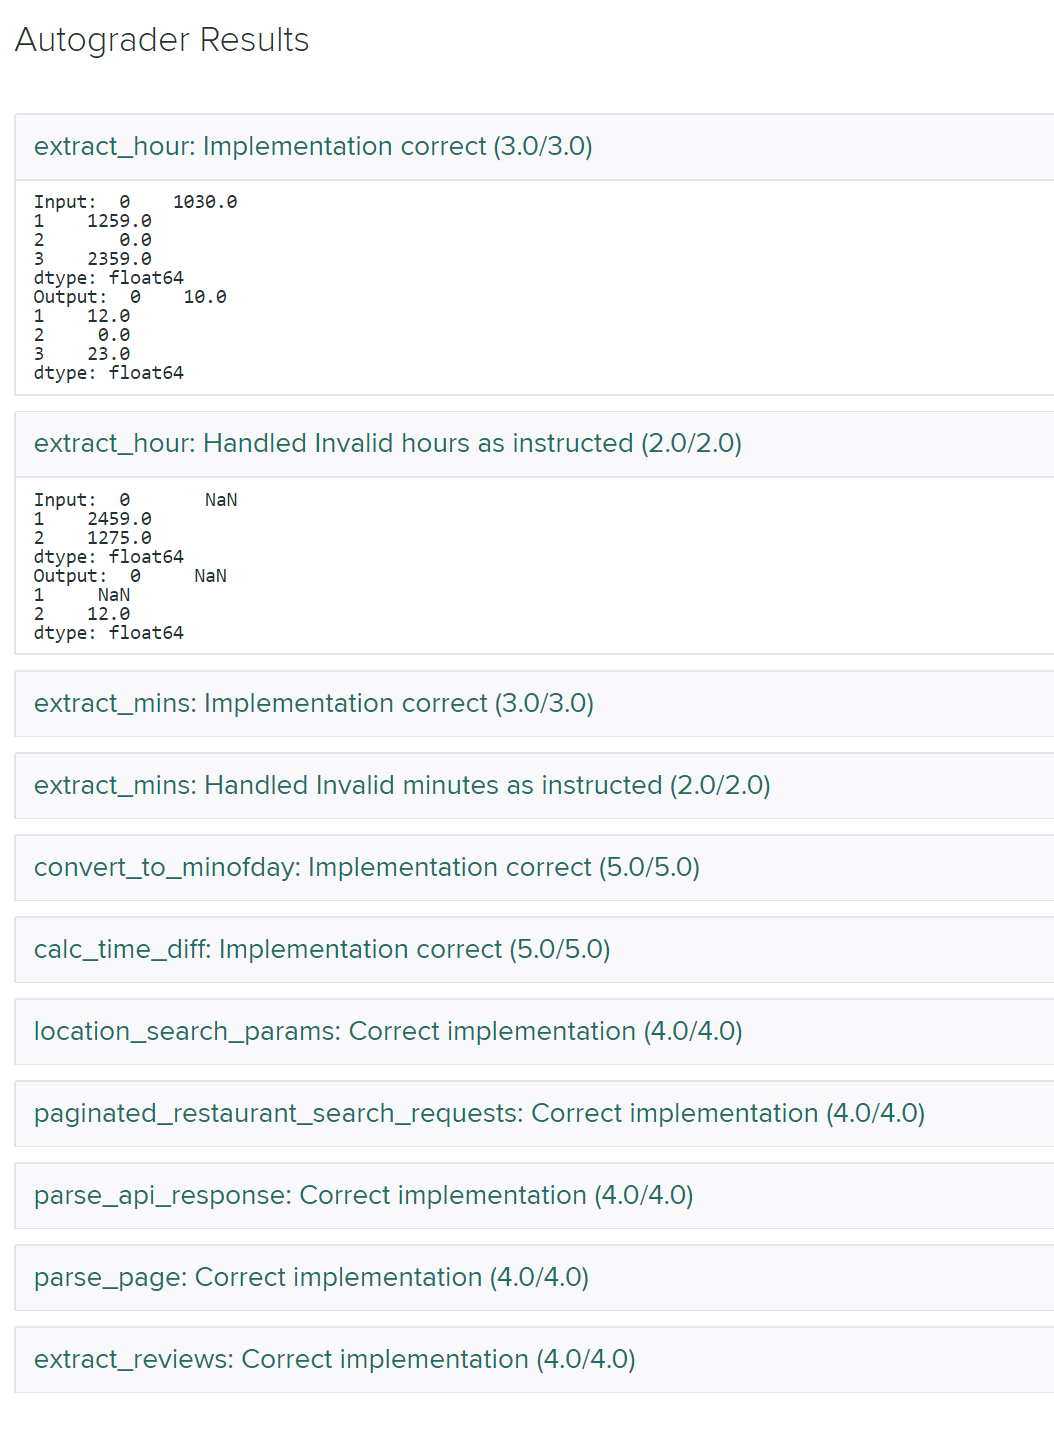 Autograder Results
extract_hour: Implementation correct (3.0/3.0)
Input:  0    1030.0
1    1259.0
2       0.0
3    2359.0
dtype: float64
Output:  0    10.0
1    12.0
2     0.0
3    23.0
dtype: float64
extract_hour: Handled Invalid hours as instructed (2.0/2.0)
Input:  0       NaN
1    2459.0
2    1275.0
dtype: float64
Output:  0     NaN
1     NaN
2    12.0
dtype: float64
extract_mins: Implementation correct (3.0/3.0)
extract_mins: Handled Invalid minutes as instructed (2.0/2.0)
convert_to_minofday: Implementation correct (5.0/5.0)
calc_time_diff: Implementation correct (5.0/5.0)
location_search_params: Correct implementation (4.0/4.0)
paginated_restaurant_search_requests: Correct implementation (4.0/4.0)
parse_api_response: Correct implementation (4.0/4.0)
parse_page: Correct implementation (4.0/4.0)
extract_reviews: Correct implementation (4.0/4.0)